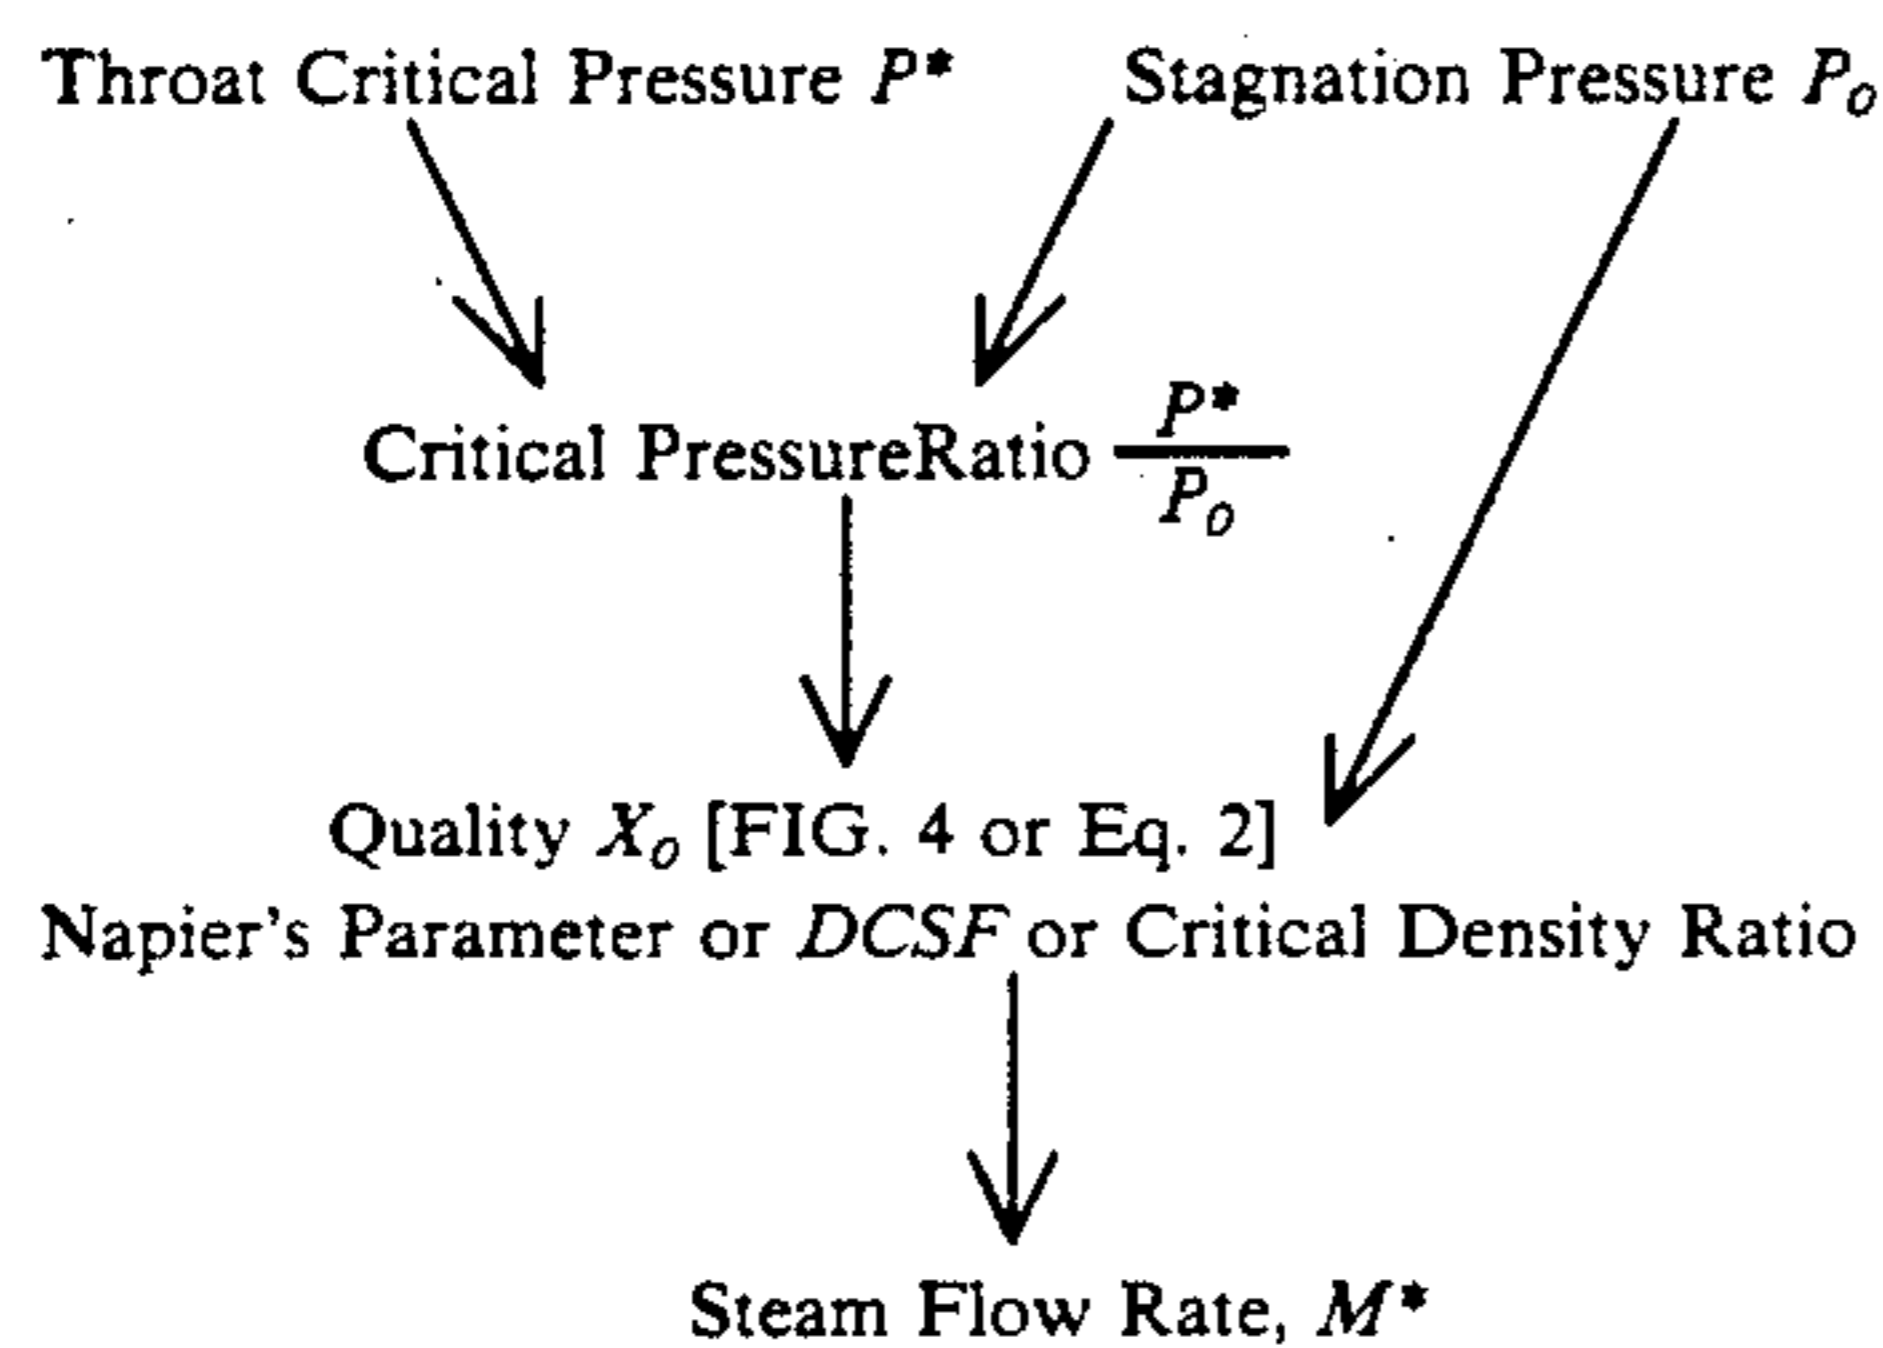 Throat Critical Pressure P* Stagnation Pressure Po
Critical PressureRatio P*
Po
Quality Xo [FIG. 4 or Eq. 2]
Napier's Parameter or DCSF or Critical Density Ratio
Steam Flow Rate, M*